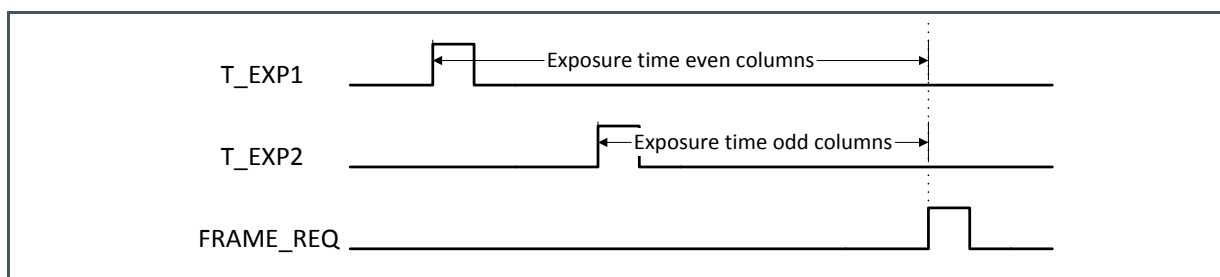 T_EXP1
Exposure time even columns
T_EXP2
Exposure time odd columns
FRAME_REQ